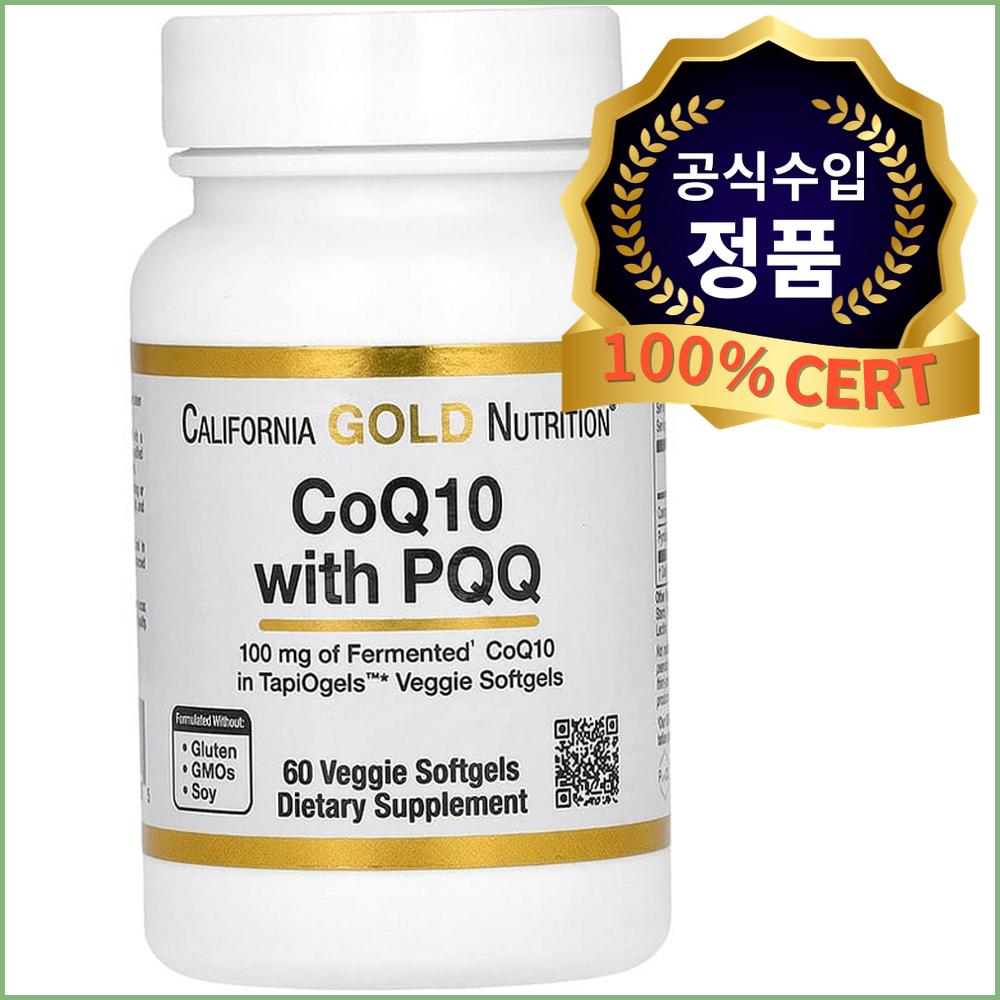 공식수입
정품
100% CERT
CALIFORNIA GOLD NUTRITION®
CoQ10
with PQQ
100 mg of Fermented¹ CoQ10
in TapiOgels™* Veggie Softgels
Formulated Without:
• Gluten
• GMOs
• Soy
60 Veggie Softgels
Dietary Supplement